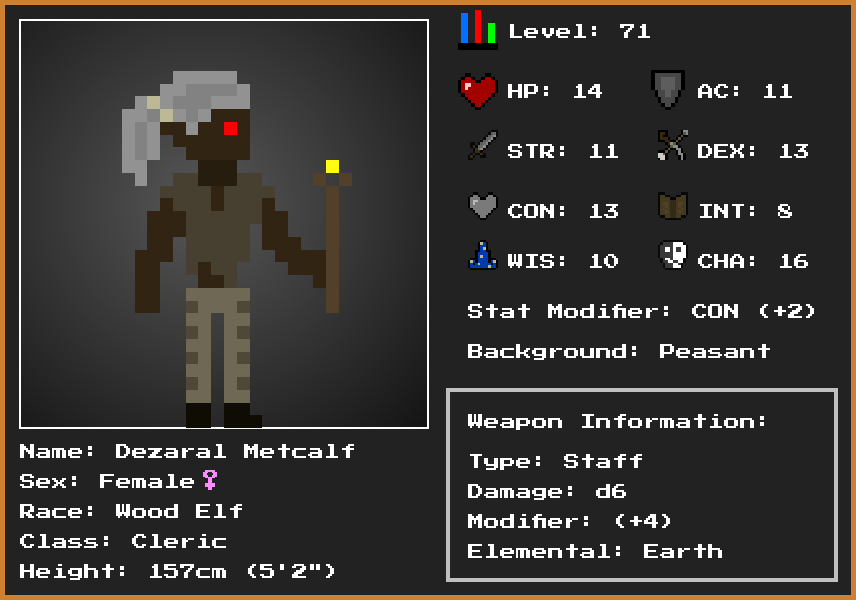 Level: 71
HP: 14
AC: 11
STR: 11
DEX: 13
CON: 13
INT: 8
WIS: 10
CHA: 16
Stat Modifier: CON (+2)
Background: Peasant
Weapon Information:
Type: Staff
Damage: d6
Modifier: (+4)
Elemental: Earth
Name: Dezaral Metcalf
Sex: Female♀
Race: Wood Elf
Class: Cleric
Height: 157cm (5'2")